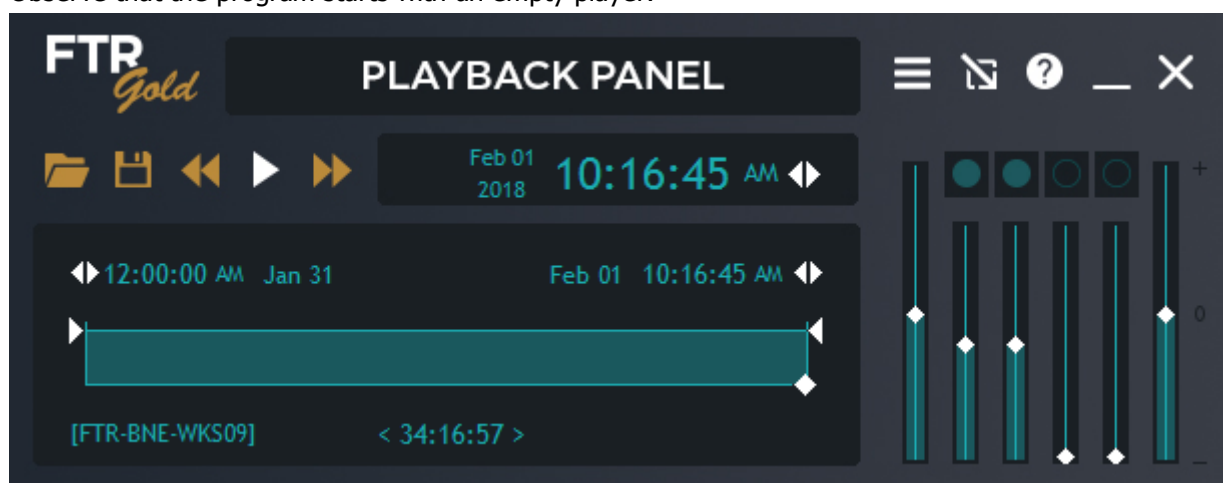 Observe that the program starts with an empty player.
FTR
Gold
PLAYBACK PANEL
Feb 01
2018
10:16:45 AM
12:00:00 AM Jan 31
Feb 01 10:16:45 AM
[FTR-BNE-WKS09]
< 34:16:57 >
+
0
−